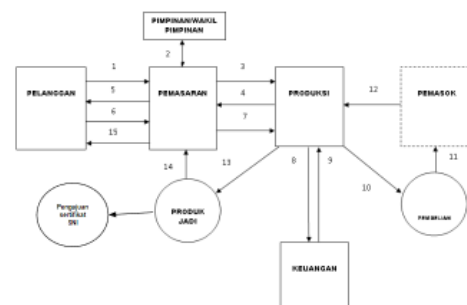 PIMPINAN/WAKIL
PIMPINAN
1
2
3
5
4
PELANGGAN
PEMASARAN
PRODUKSI
PEMASOK
12
6
7
15
14
13
8
9
10
11
Pengajuan
sertifikat
SNI
PRODUK
JADI
PEMBELIAN
KEUANGAN